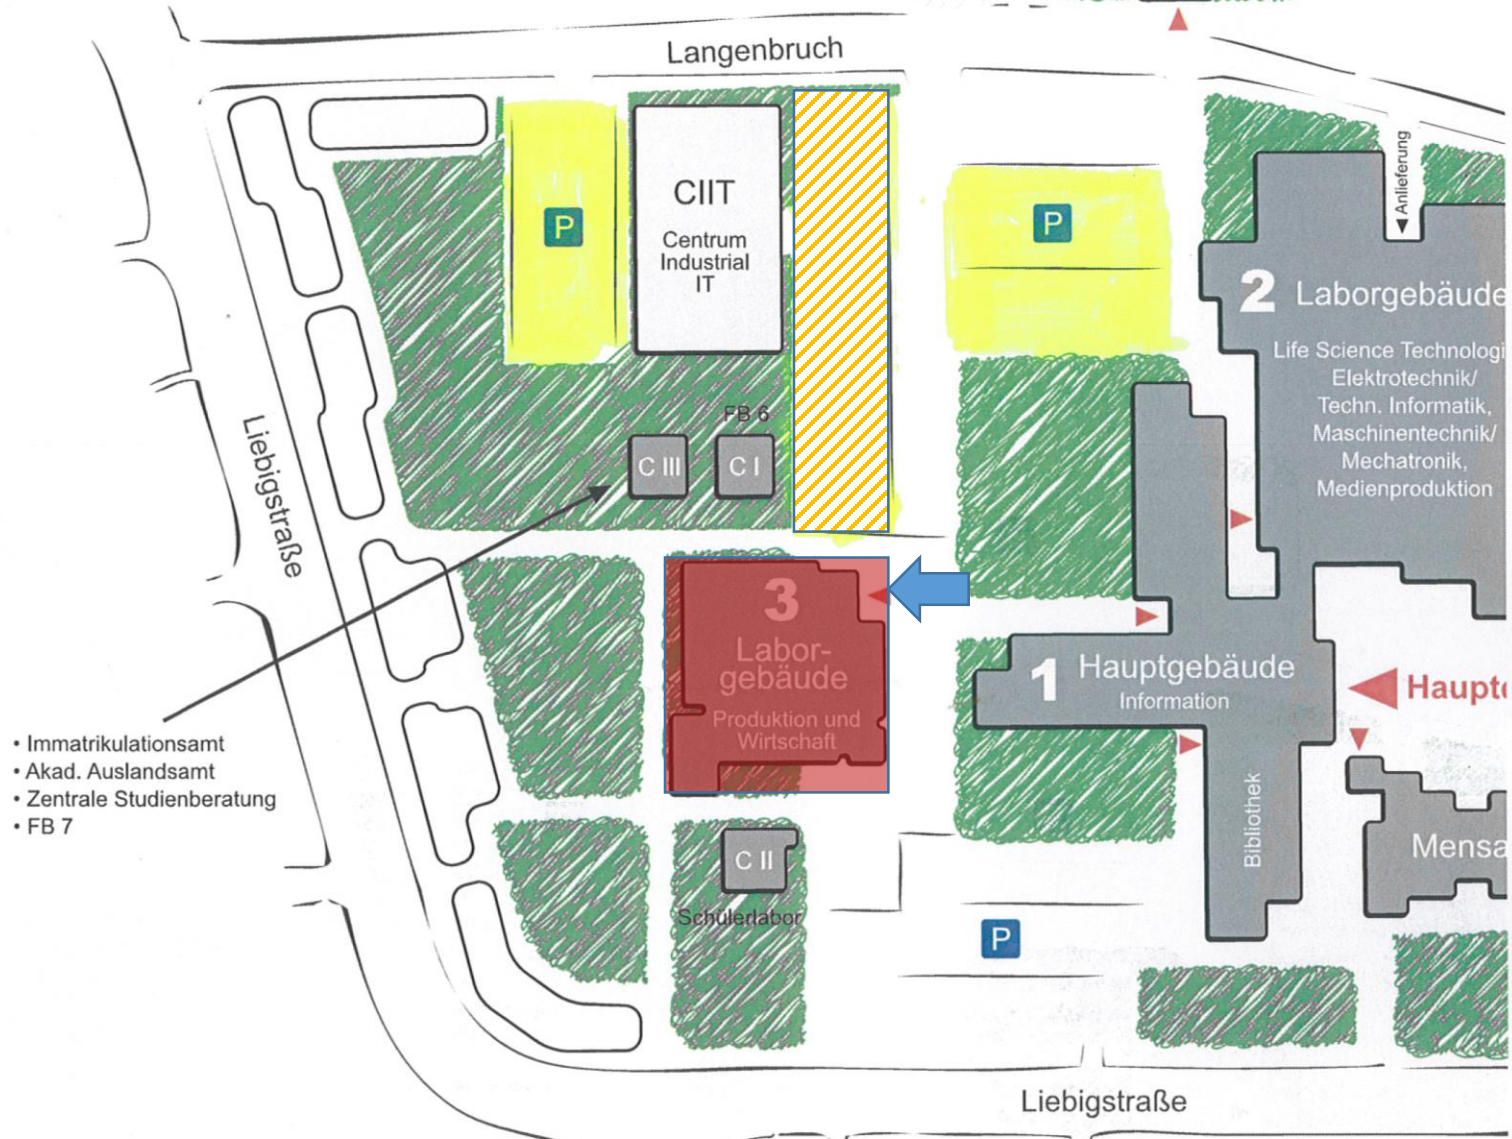 Langenbruch
P
CIIT
Centrum
Industrial
IT
P
Anlieferung
2 Laborgebäude
Life Science Technologi
Elektrotechnik/
Techn. Informatik,
Maschinentechnik/
Mechatronik,
Medienproduktion
FB 6
C III
C I
Liebigstraße
3
Labor-
gebäude
Produktion und
Wirtschaft
1 Hauptgebäude
Information
Haupt
• Immatrikulationsamt
• Akad. Auslandsamt
• Zentrale Studienberatung
• FB 7
Bibliothek
Mensa
C II
Schülerlabor
P
Liebigstraße